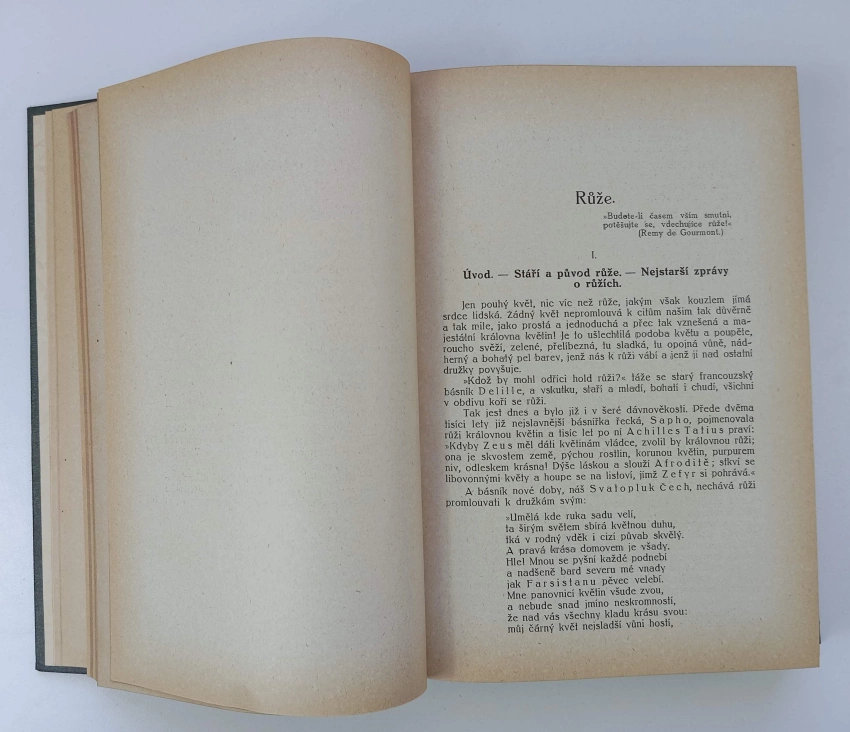 Růže.
»Budete-li časem vším smutni,
potěšujte se, vdechujíce růže!«
(Remy de Gourmont.)
I.
Úvod. — Stáří a původ růže. — Nejstarší zprávy
o růžích.
Jen pouhý květ, nic víc než růže, jakým však kouzlem jímá
srdce lidská. Žádný květ nepromlouvá k citům našim tak důvěrně
a tak mile, jako prostá a jednoduchá a přec tak vznešená a ma-
jestátní královna květin! Je to ušlechtilá podoba květu a poupěte,
roucho svěží, zelené, přelíbezná, tu sladká, tu opojná vůně, nád-
herný a bohatý pel barev, jenž nás k růži vábí a jenž ji nad ostatní
družky povyšuje.
»Kdož by mohl odříci hold růži?« táže se starý francouzský
básník Delille, a vskutku, staří a mladí, bohatí i chudí, všichni
v obdivu koří se růži.
Tak jest dnes a bylo již i v šeré dávnověkosti. Přede dvěma
tisíci lety již nejslavnější básnířka řecká, Sapho, pojmenovala
růži královnou květin a tisíc let po ní Achilles Tatius praví:
»Kdyby Zeus měl dáti květinám vládce, zvolil by královnou růži;
ona je skvostem země, pýchou rostlin, korunou květin, purpurem
niv, odleskem krásna! Dýše láskou a slouží Afroditě; stkví se
libovonnými květy a houpe se na listoví, jímž Zefyr si pohrává.«
A básník nové doby, náš Svatopluk Čech, nechává růži
promlouvati k družkám svým:
»Umělá kde ruka sadu velí,
ta širým světem sbírá květnou duhu,
tká v rodný vděk i cizí půvab skvělý.
A pravá krása domovem je všady.
Hle! Mnou se pyšní každé podnebí
a nadšeně bard severu mé vnady
jak Farsistanu pěvec velebí.
Mne panovnicí květin všude zvou,
a nebude snad jmíno neskromností,
že nad vás všechny kladu krásu svou:
můj čárný květ nejsladší vůni hostí,